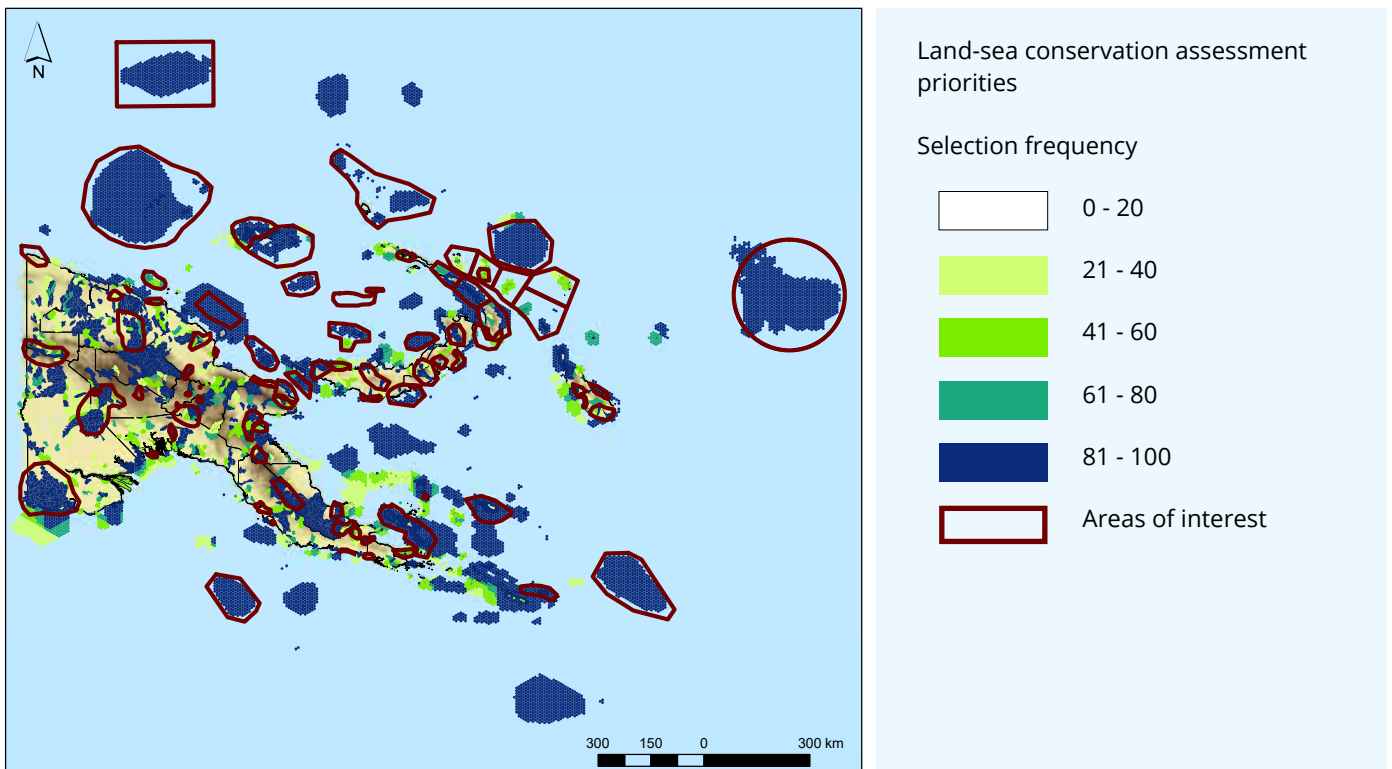 N
300 150 0 300 km
Land-sea conservation assessment
priorities
Selection frequency
0 - 20
21 - 40
41 - 60
61 - 80
81 - 100
Areas of interest